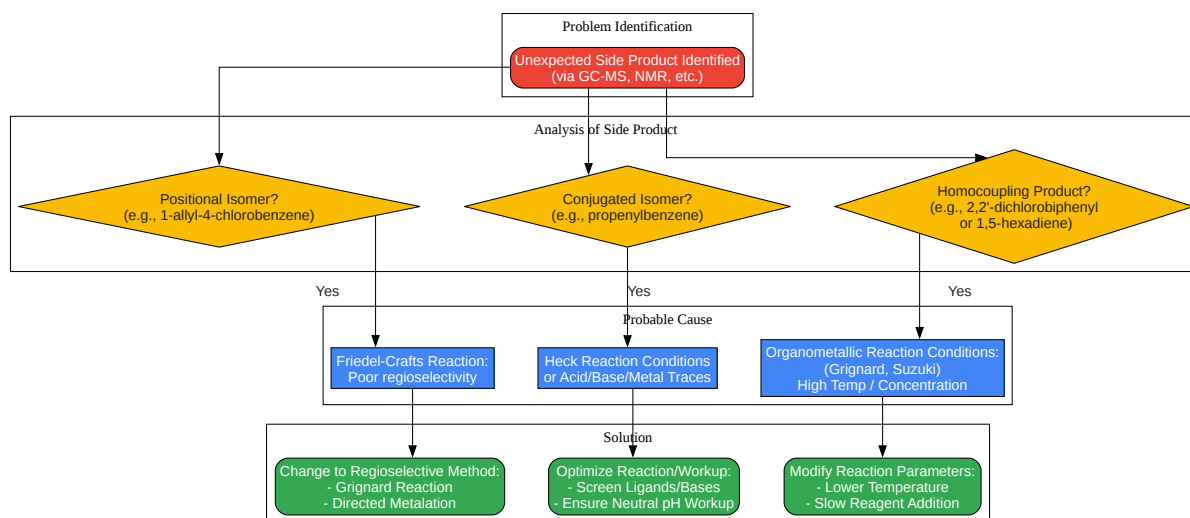 Problem Identification
Unexpected Side Product Identified
(via GC-MS, NMR, etc.)
Analysis of Side Product
Positional Isomer?
(e.g., 1-allyl-4-chlorobenzene)
Conjugated Isomer?
(e.g., propenylbenzene)
Homocoupling Product?
(e.g., 2,2'-dichlorobiphenyl
or 1,5-hexadiene)
Yes
Yes
Yes
Probable Cause
Friedel-Crafts Reaction:
Poor regioselectivity
Heck Reaction Conditions
or Acid/Base/Metal Traces
Organometallic Reaction Conditions:
(Grignard, Suzuki)
High Temp / Concentration
Solution
Change to Regioselective Method:
- Grignard Reaction
- Directed Metalation
Optimize Reaction/Workup:
- Screen Ligands/Bases
- Ensure Neutral pH Workup
Modify Reaction Parameters:
- Lower Temperature
- Slow Reagent Addition